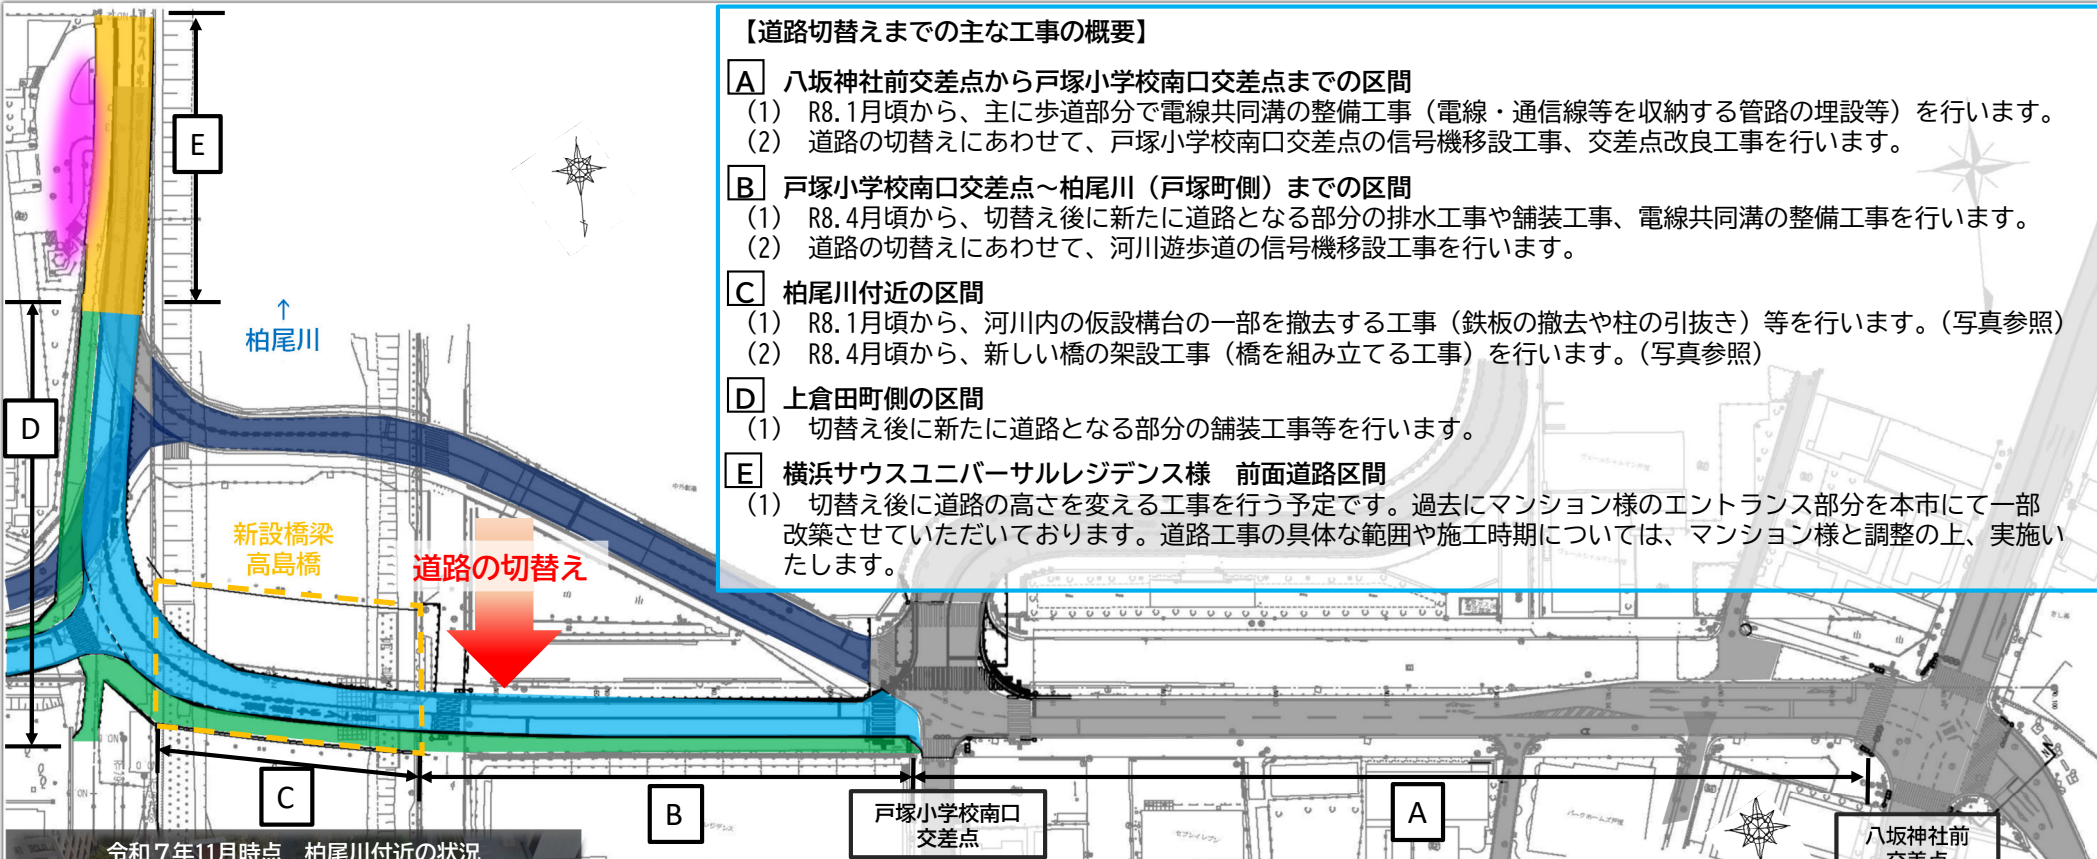 【道路切替えまでの主な工事の概要】
A 八坂神社前交差点から戸塚小学校南口交差点までの区間
(1) R8.1月頃から、主に歩道部分で電線共同溝の整備工事（電線・通信線等を収納する管路の埋設等）を行います。
(2) 道路の切替えにあわせて、戸塚小学校南口交差点の信号機移設工事、交差点改良工事を行います。
B 戸塚小学校南口交差点～柏尾川（戸塚町側）までの区間
(1) R8.4月頃から、切替え後に新たに道路となる部分の排水工事や舗装工事、電線共同溝の整備工事を行います。
(2) 道路の切替えにあわせて、河川遊歩道の信号機移設工事を行います。
C 柏尾川付近の区間
(1) R8.1月頃から、河川内の仮設構台の一部を撤去する工事（鉄板の撤去や柱の引抜き）等を行います。（写真参照）
(2) R8.4月頃から、新しい橋の架設工事（橋を組み立てる工事）を行います。（写真参照）
D 上倉田町側の区間
(1) 切替え後に新たに道路となる部分の舗装工事等を行います。
E 横浜サウスユニバーサルレジデンス様 前面道路区間
(1) 切替え後に道路の高さを変える工事を行う予定です。過去にマンション様のエントランス部分を本市にて一部
改築させていただいております。道路工事の具体な範囲や施工時期については、マンション様と調整の上、実施い
たします。
E
↑
柏尾川
D
新設橋梁
高島橋
道路の切替え
C
B
A
戸塚小学校南口
交差点
八坂神社前
交差点
セブンイレブン
パークホームズ戸塚
令和７年11月時点 柏尾川付近の状況